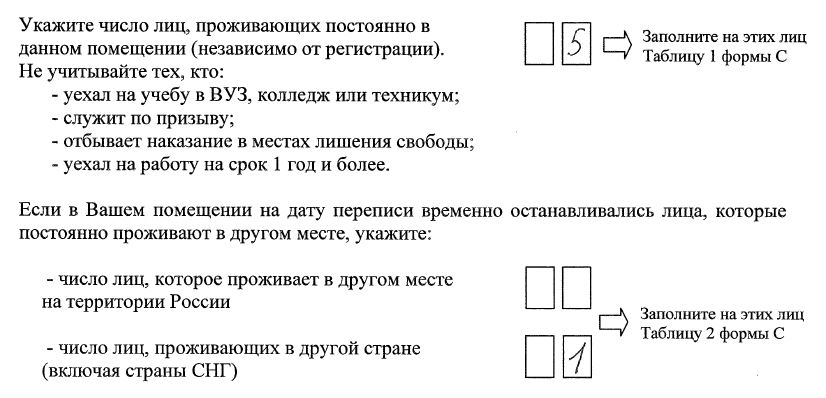 Укажите число лиц, проживающих постоянно в
данном помещении (независимо от регистрации).
Не учитывайте тех, кто:
- уехал на учебу в ВУЗ, колледж или техникум;
- служит по призыву;
- отбывает наказание в местах лишения свободы;
- уехал на работу на срок 1 год и более.
5
Заполните на этих лиц
Таблицу 1 формы С
Если в Вашем помещении на дату переписи временно останавливались лица, которые
постоянно проживают в другом месте, укажите:
- число лиц, которое проживает в другом месте
на территории России
- число лиц, проживающих в другой стране
(включая страны СНГ)
1
Заполните на этих лиц
Таблицу 2 формы С